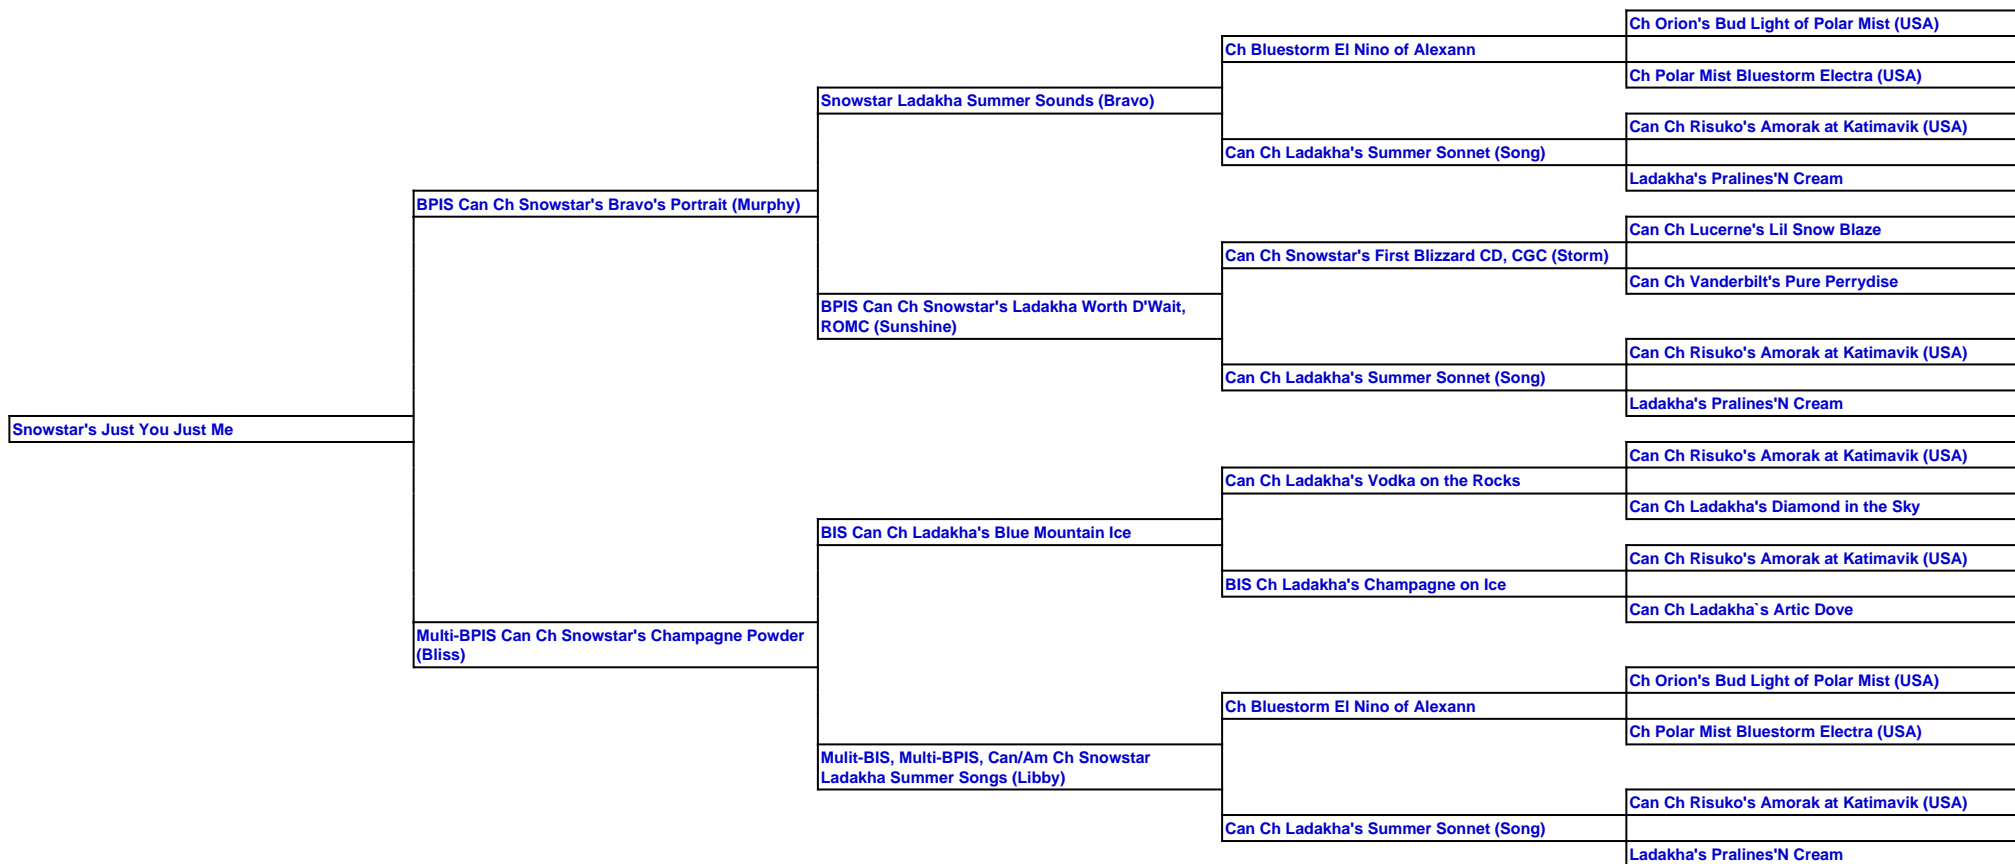 Ch Orion's Bud Light of Polar Mist (USA)
Ch Bluestorm El Nino of Alexann
Ch Polar Mist Bluestorm Electra (USA)
Snowstar Ladakha Summer Sounds (Bravo)
Can Ch Risuko's Amorak at Katimavik (USA)
Can Ch Ladakha's Summer Sonnet (Song)
Ladakha's Pralines'N Cream
BPIS Can Ch Snowstar's Bravo's Portrait (Murphy)
Can Ch Lucerne's Lil Snow Blaze
Can Ch Snowstar's First Blizzard CD, CGC (Storm)
Can Ch Vanderbilt's Pure Perrydise
BPIS Can Ch Snowstar's Ladakha Worth D'Wait,
ROMC (Sunshine)
Can Ch Risuko's Amorak at Katimavik (USA)
Can Ch Ladakha's Summer Sonnet (Song)
Ladakha's Pralines'N Cream
Snowstar's Just You Just Me
Can Ch Risuko's Amorak at Katimavik (USA)
Can Ch Ladakha's Vodka on the Rocks
Can Ch Ladakha's Diamond in the Sky
BIS Can Ch Ladakha's Blue Mountain Ice
Can Ch Risuko's Amorak at Katimavik (USA)
BIS Ch Ladakha's Champagne on Ice
Can Ch Ladakha`s Artic Dove
Multi-BPIS Can Ch Snowstar's Champagne Powder
(Bliss)
Ch Orion's Bud Light of Polar Mist (USA)
Ch Bluestorm El Nino of Alexann
Ch Polar Mist Bluestorm Electra (USA)
Mulit-BIS, Multi-BPIS, Can/Am Ch Snowstar
Ladakha Summer Songs (Libby)
Can Ch Risuko's Amorak at Katimavik (USA)
Can Ch Ladakha's Summer Sonnet (Song)
Ladakha's Pralines'N Cream